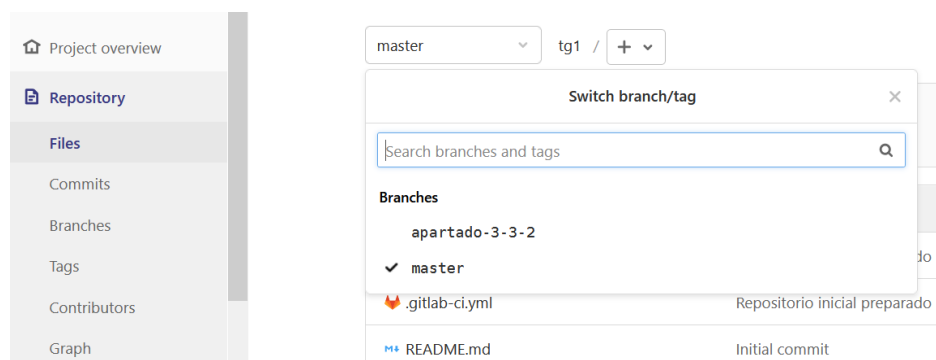 Project overview
Repository
Files
Commits
Branches
Tags
Contributors
Graph
master
tg1 /
Switch branch/tag
Search branches and tags
Branches
apartado-3-3-2
master
.gitlab-ci.yml
Repositorio inicial preparado
README.md
Initial commit